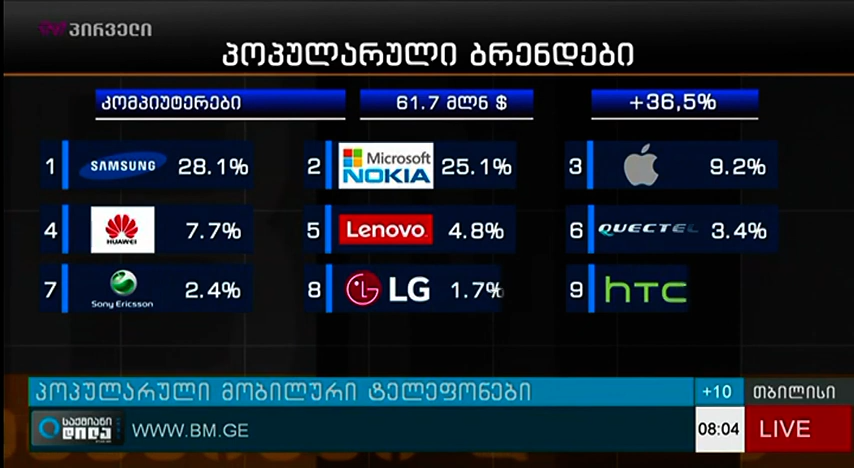 პირველი
პოპულარული ბრენდები
კომპიუტერები 61.7 მლნ $ +36,5%
1 SAMSUNG 28.1% 2 Microsoft NOKIA 25.1% 3 9.2%
4 HUAWEI 7.7% 5 Lenovo 4.8% 6 QUECTEL 3.4%
7 Sony Ericsson 2.4% 8 LG 1.7% 9 hTC
პოპულარული მობილური ტელეფონები +10 თბილისი
საქმიანი დილა WWW.BM.GE 08:04 LIVE